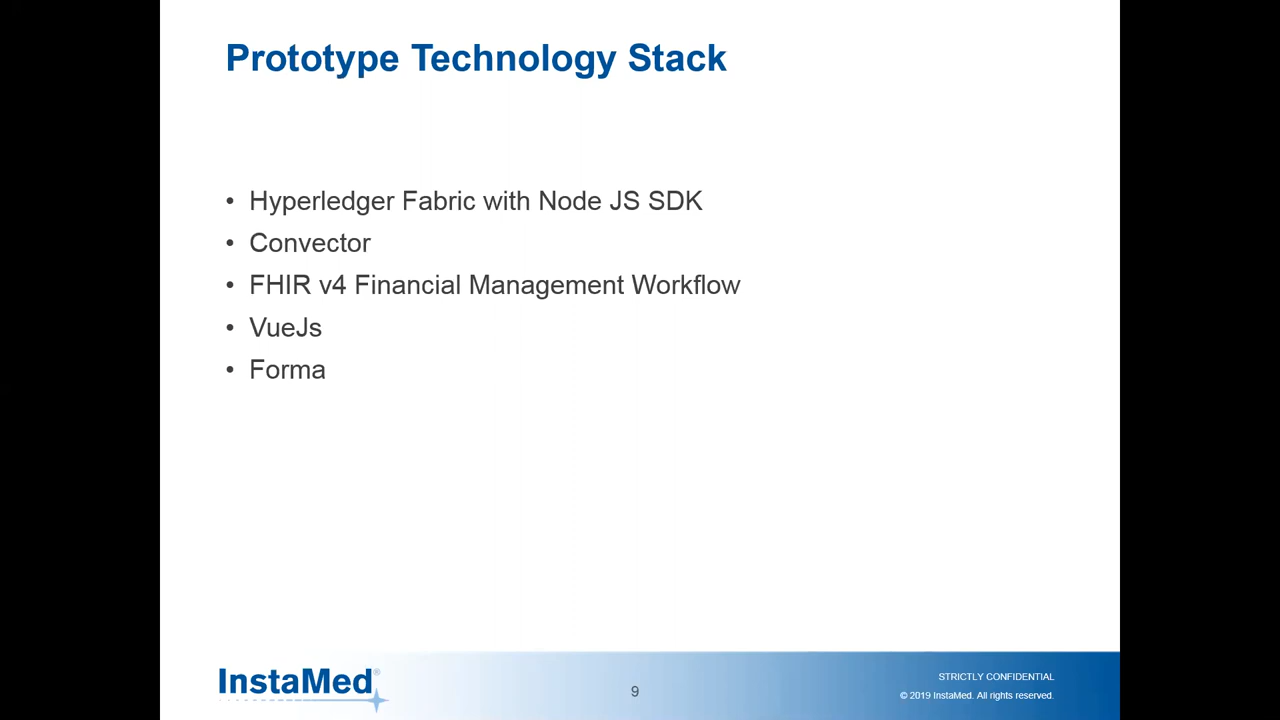 Prototype Technology Stack
• Hyperledger Fabric with Node JS SDK
• Convector
• FHIR v4 Financial Management Workflow
• VueJs
• Forma
InstaMed®
9
STRICTLY CONFIDENTIAL
© 2019 InstaMed. All rights reserved.